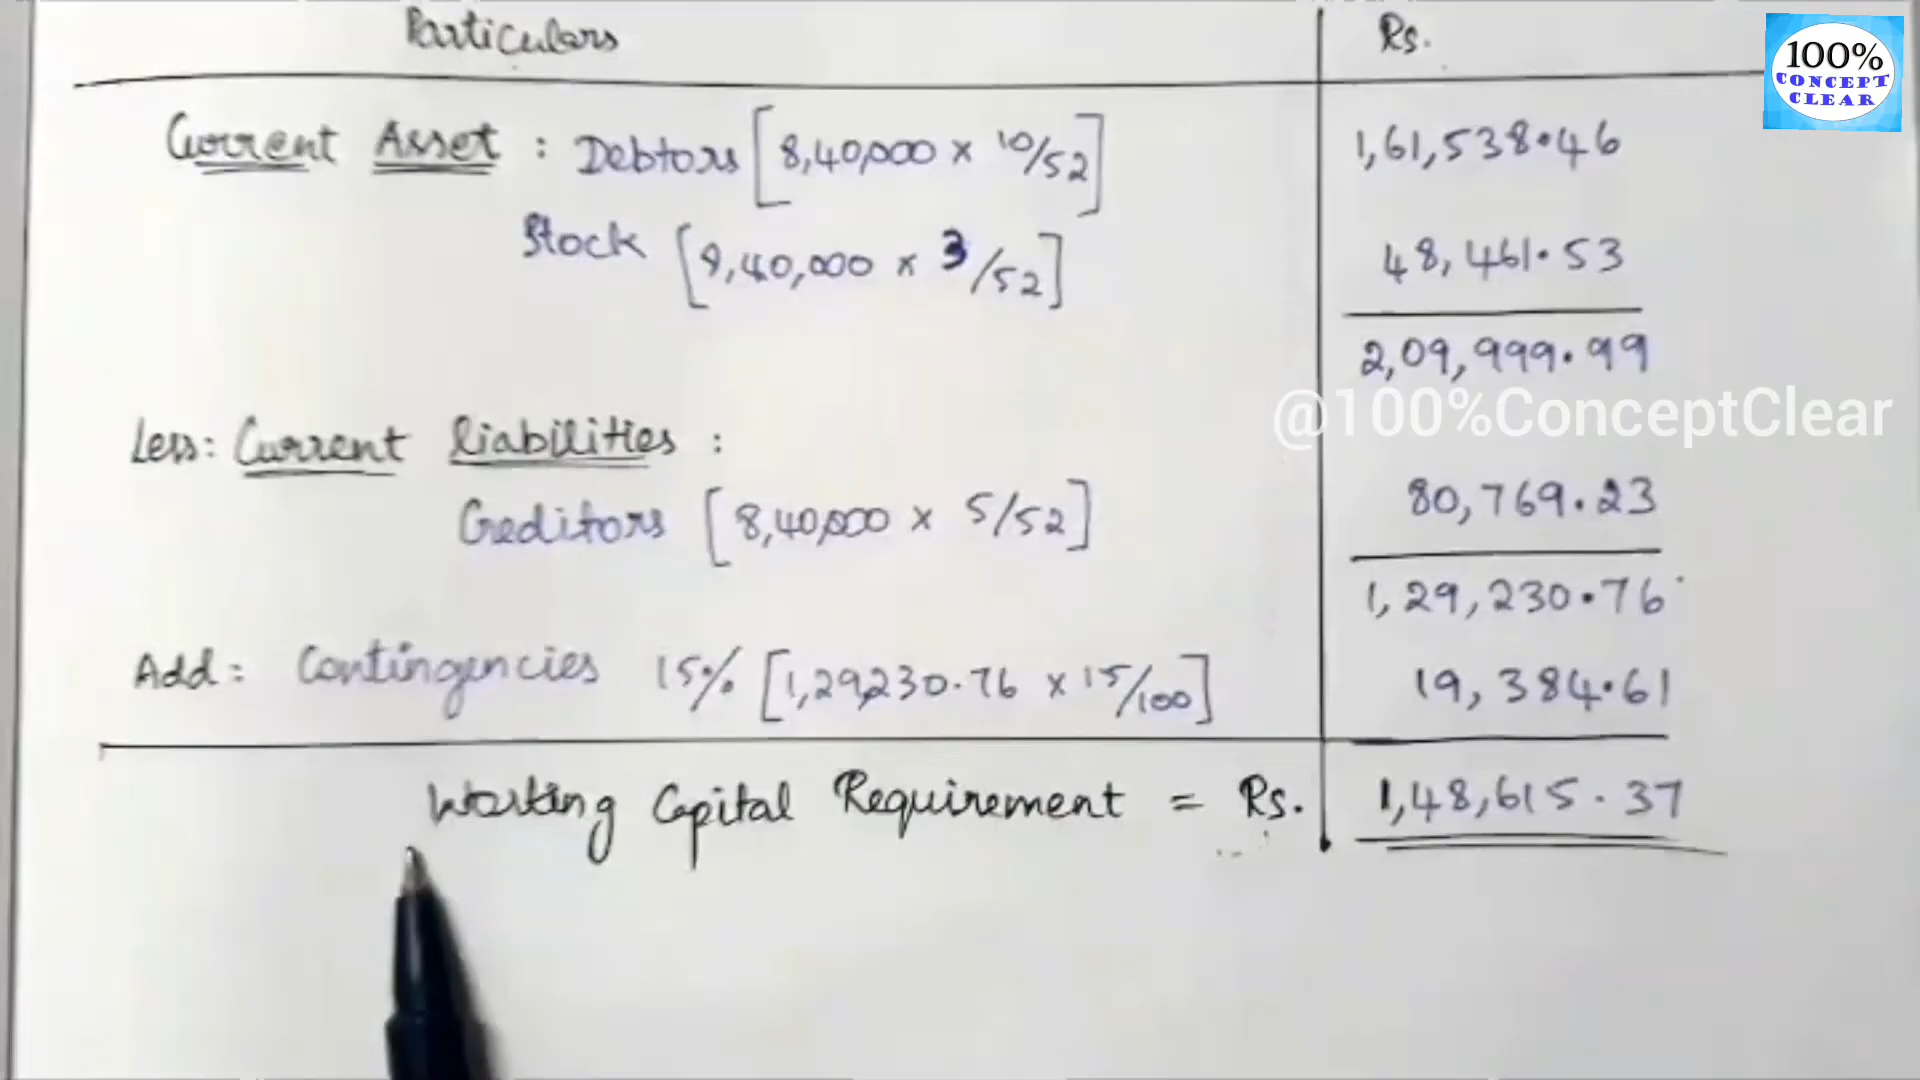 Particulars Rs.
100%
CONCEPT
CLEAR
Current Asset : Debtors [8,40,000 x 10/52] 1,61,538.46
Stock [8,40,000 x 3/52] 48,461.53
2,09,999.99
@100%ConceptClear
Less: Current liabilities :
Creditors [8,40,000 x 5/52] 80,769.23
1,29,230.76
Add: Contingencies 15% [1,29,230.76 x 15/100] 19,384.61
Working Capital Requirement = Rs. 1,48,615.37